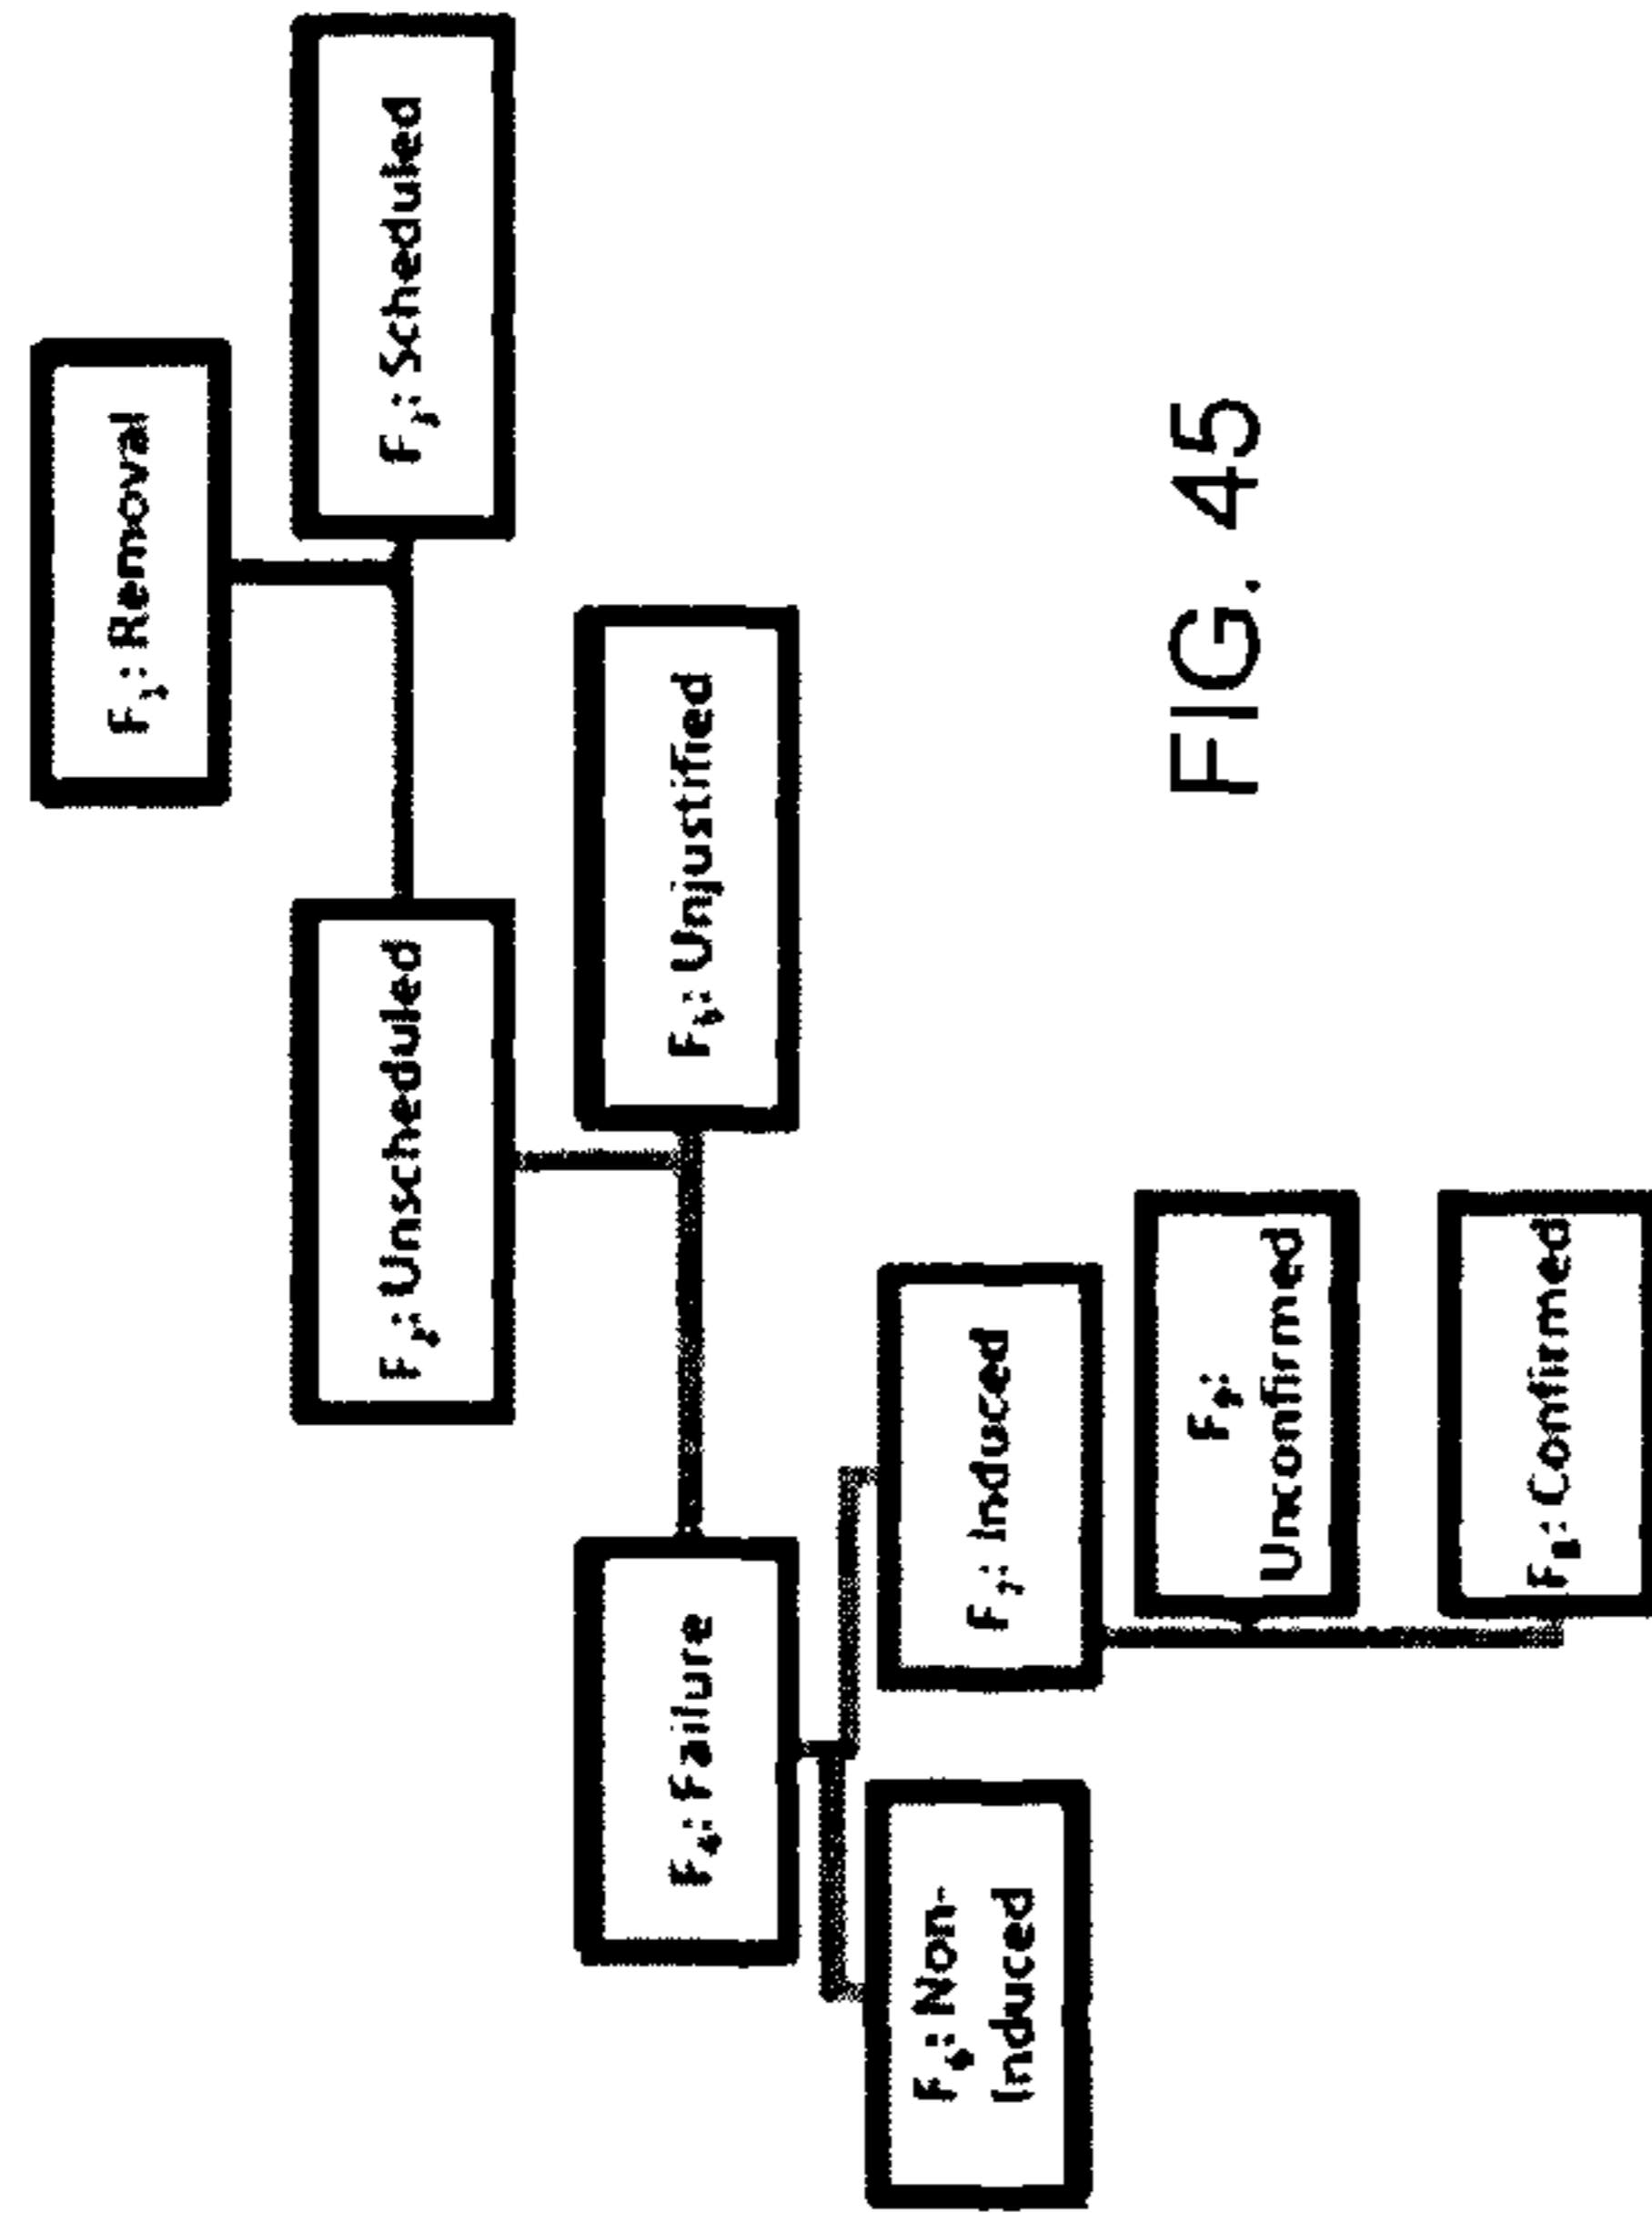 F₁: Removal
F₂: Unscheduled
F₃: Scheduled
F₄: Failure
F₅: Unjustified
F₆: Non-
Induced
F₇: Induced
Unconfirmed
Confirmed
FIG. 45